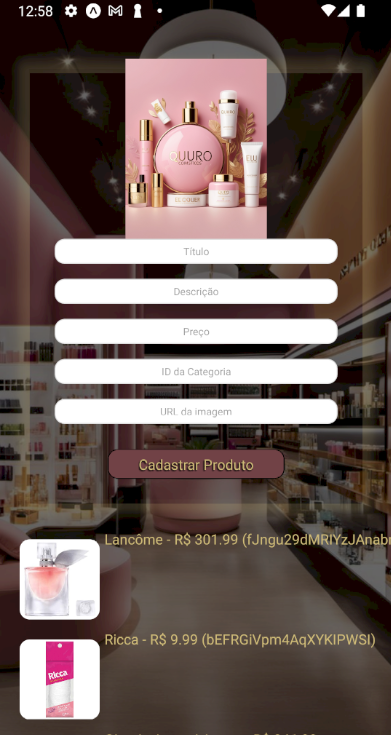 12:58
OUURO
Título
Descrição
Preço
ID da Categoria
URL da imagem
Cadastrar Produto
Lancôme - R$ 301.99 (fJngu29dMRIYzJAnabr
Ricca - R$ 9.99 (bEFRGiVpm4AqXYKIPWSI)
Ricca